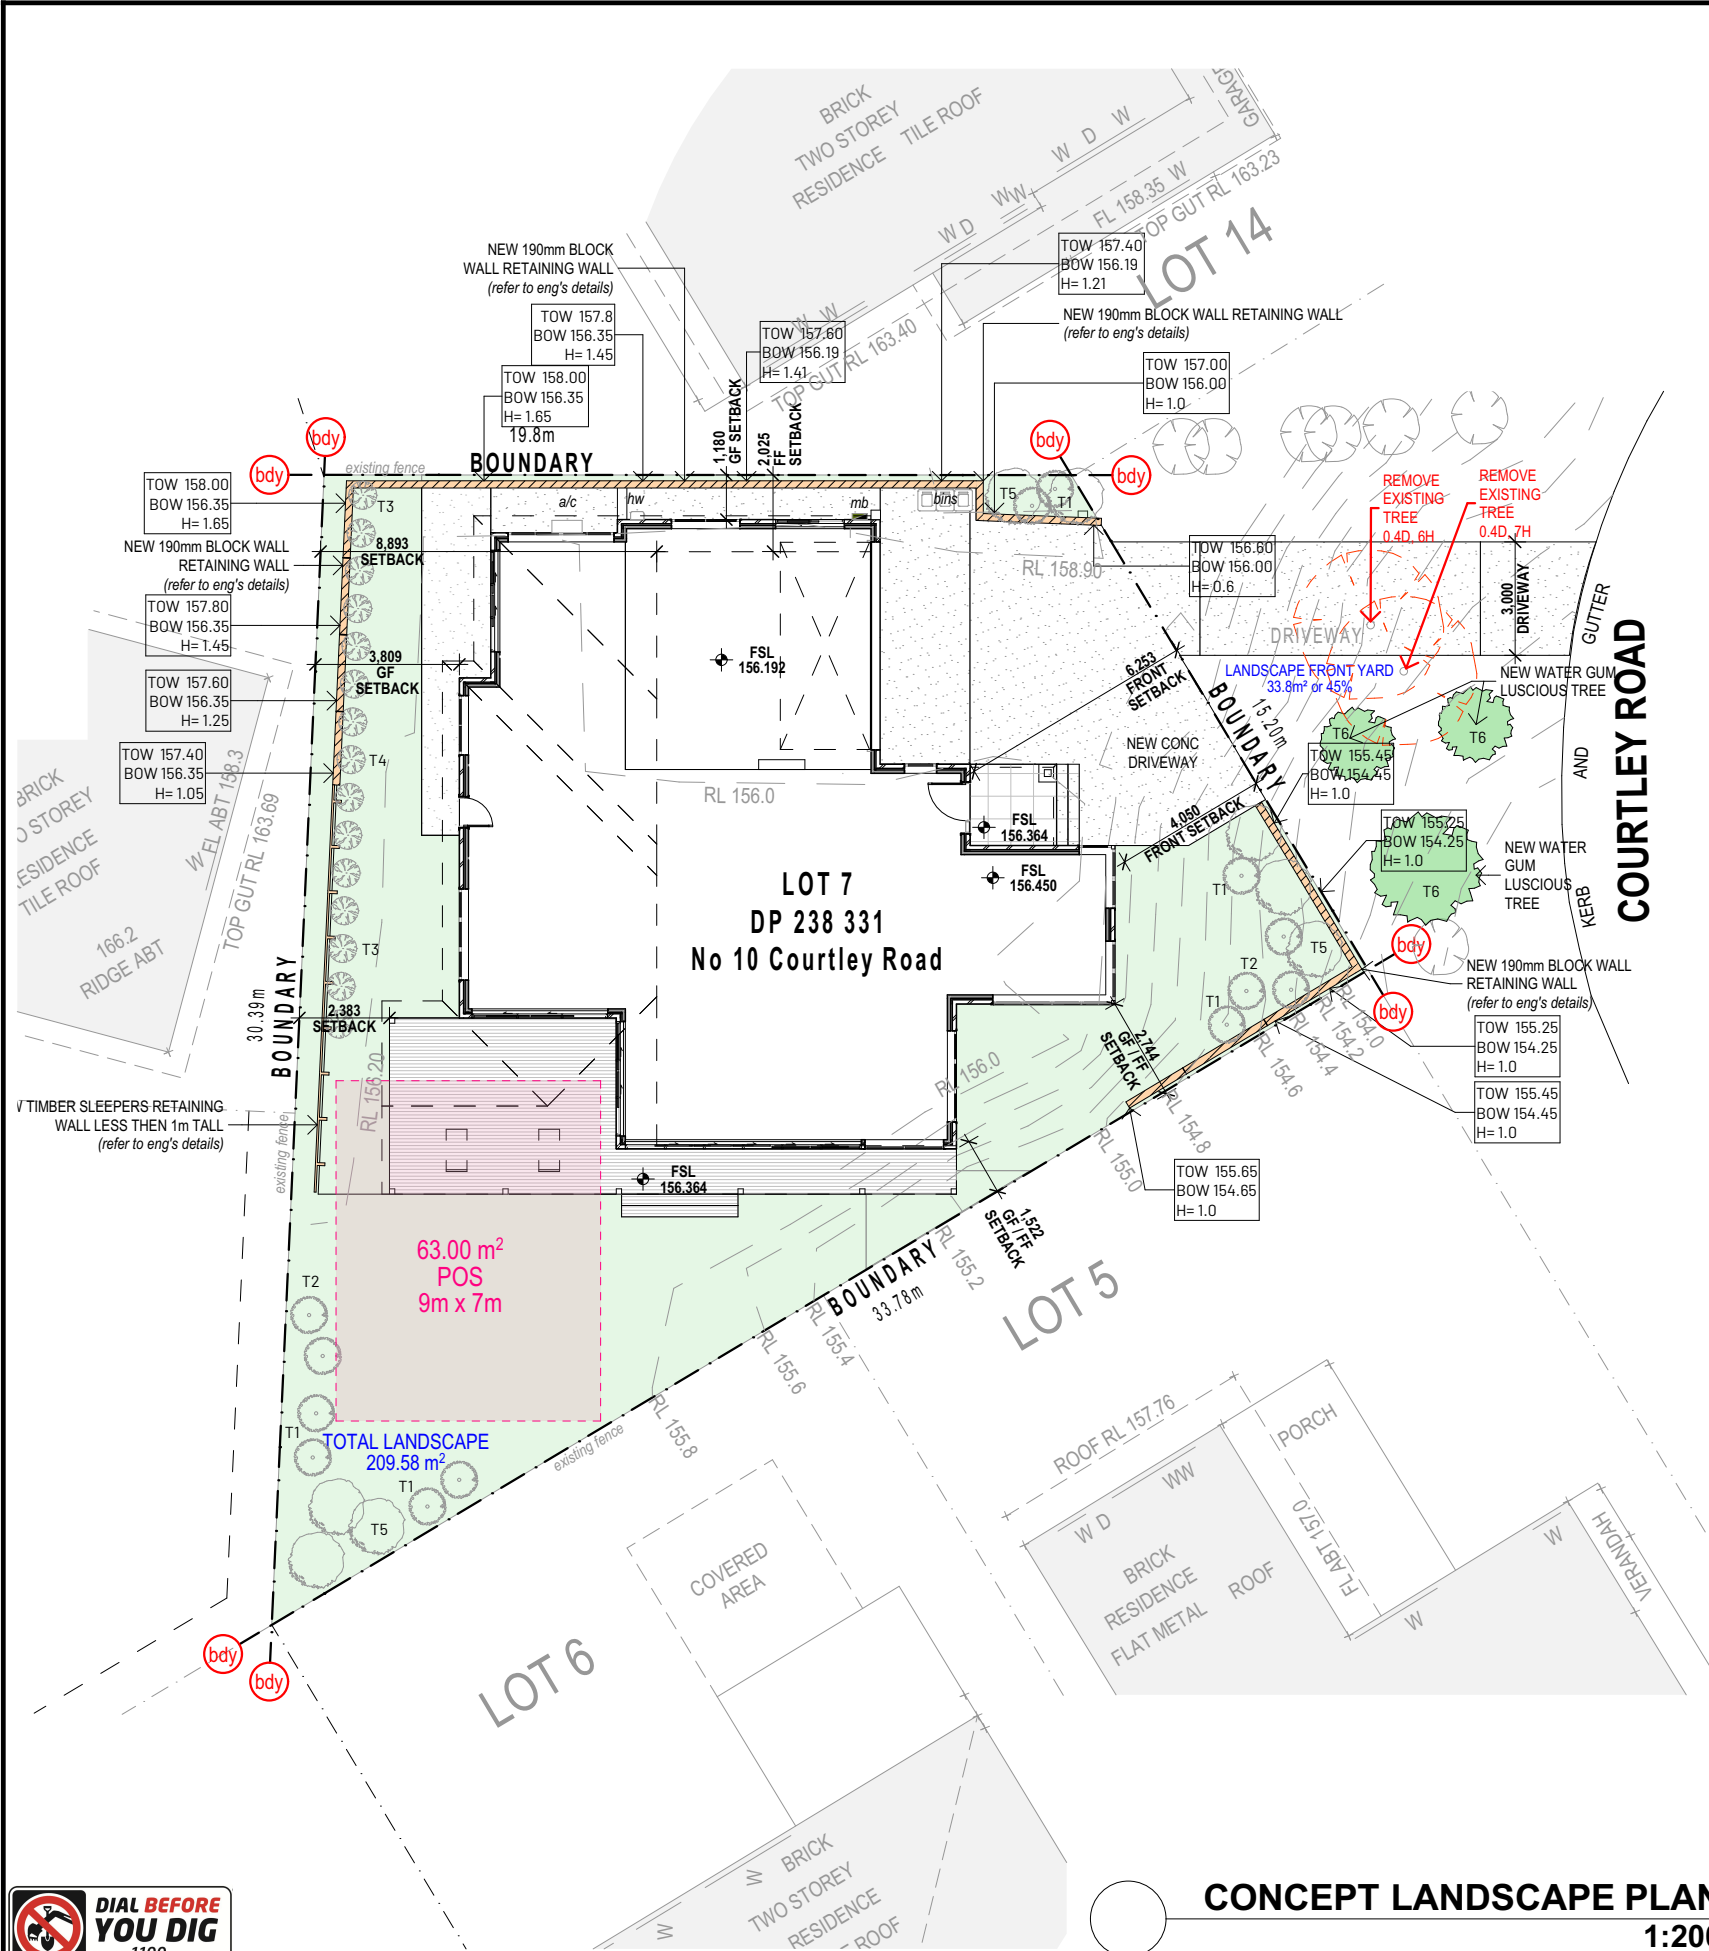 BRICK
TWO STOREY
RESIDENCE TILE ROOF
GARAGE
W D W
WW
W D
W W
FL 158.35 W
TOP GUT RL 163.23
TOP GUT RL 163.40
LOT 14
NEW 190mm BLOCK
WALL RETAINING WALL
(refer to eng's details)
TOW 157.8
BOW 156.35
H= 1.45
TOW 158.00
BOW 156.35
H= 1.65
TOW 157.60
BOW 156.19
H= 1.41
TOW 157.40
BOW 156.19
H= 1.21
NEW 190mm BLOCK WALL RETAINING WALL
(refer to eng's details)
TOW 157.00
BOW 156.00
H= 1.0
19.8m
BOUNDARY
1,180
GF SETBACK
2,025
FF
SETBACK
bdy
bdy
bdy
bdy
existing fence
TOW 158.00
BOW 156.35
H= 1.65
NEW 190mm BLOCK WALL
RETAINING WALL
(refer to eng's details)
TOW 157.80
BOW 156.35
H= 1.45
TOW 157.60
BOW 156.35
H= 1.25
TOW 157.40
BOW 156.35
H= 1.05
T3
a/c
hw
mb
bins
T5
T1
8,893
SETBACK
3,809
GF
SETBACK
T4
T3
2,383
SETBACK
FSL
156.192
RL 156.0
RL 158.90
TOW 156.60
BOW 156.00
H= 0.6
REMOVE
EXISTING
TREE
0.4D, 6H
REMOVE
EXISTING
TREE
0.4D, 7H
3,000
DRIVEWAY
DRIVEWAY
GUTTER
AND
KERB
COURTLEY ROAD
LANDSCAPE FRONT YARD
33.8m² or 45%
NEW WATER GUM
LUSCIOUS TREE
T6
T6
6,253
FRONT
SETBACK
BOUNDARY
15.20m
NEW CONC
DRIVEWAY
TOW 155.45
BOW 154.45
H= 1.0
4,050
FRONT SETBACK
TOW 155.25
BOW 154.25
H= 1.0
T6
NEW WATER
GUM
LUSCIOUS
TREE
FSL
156.364
FSL
156.450
LOT 7
DP 238 331
No 10 Courtley Road
T1
T5
T2
T1
bdy
bdy
NEW 190mm BLOCK WALL
RETAINING WALL
(refer to eng's details)
TOW 155.25
BOW 154.25
H= 1.0
TOW 155.45
BOW 154.45
H= 1.0
TOW 155.65
BOW 154.65
H= 1.0
RL 154.0
RL 154.2
RL 154.4
RL 154.6
RL 154.8
RL 155.0
RL 155.2
RL 155.4
RL 155.6
RL 155.8
RL 156.0
2,744
GF / FF
SETBACK
1,522
GF / FF
SETBACK
BRICK
O STOREY
ESIDENCE
TILE ROOF
166.2
RIDGE ABT
W FL ABT 158.3
TOP GUT RL 163.69
BOUNDARY
30.39m
existing fence
TIMBER SLEEPERS RETAINING
WALL LESS THEN 1m TALL
(refer to eng's details)
RL 156.20
FSL
156.364
63.00 m²
POS
9m x 7m
T2
T1
TOTAL LANDSCAPE
209.58 m²
T1
T5
existing fence
BOUNDARY
33.78m
LOT 5
bdy
bdy
LOT 6
COVERED
AREA
ROOF RL 157.76
PORCH
WW
W D
FL ABT 157.0
BRICK
RESIDENCE
FLAT METAL ROOF
W
W
VERANDAH
W
W
BRICK
TWO STOREY
RESIDENCE
ROOF
DIAL BEFORE
YOU DIG
1100
CONCEPT LANDSCAPE PLAN
1:200